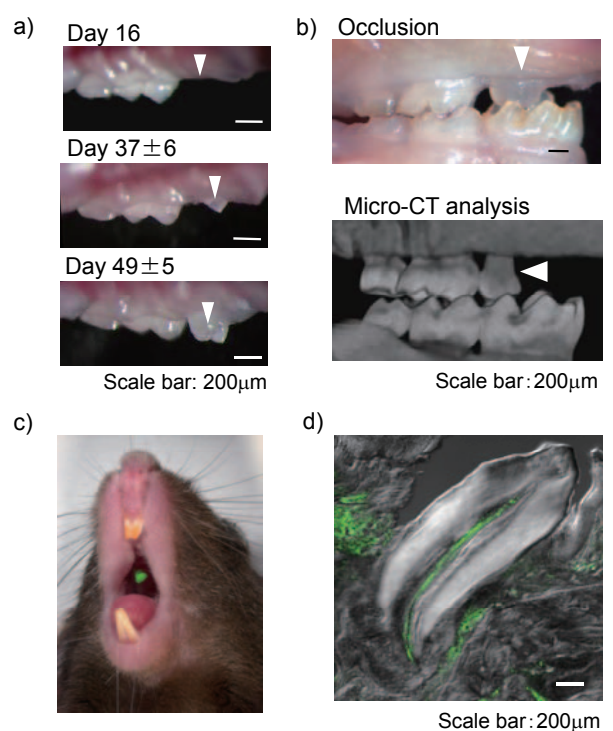 a)
Day 16
Day 37±6
Day 49±5
Scale bar: 200μm
b)
Occlusion
Micro-CT analysis
Scale bar:200μm
c)
d)
Scale bar:200μm